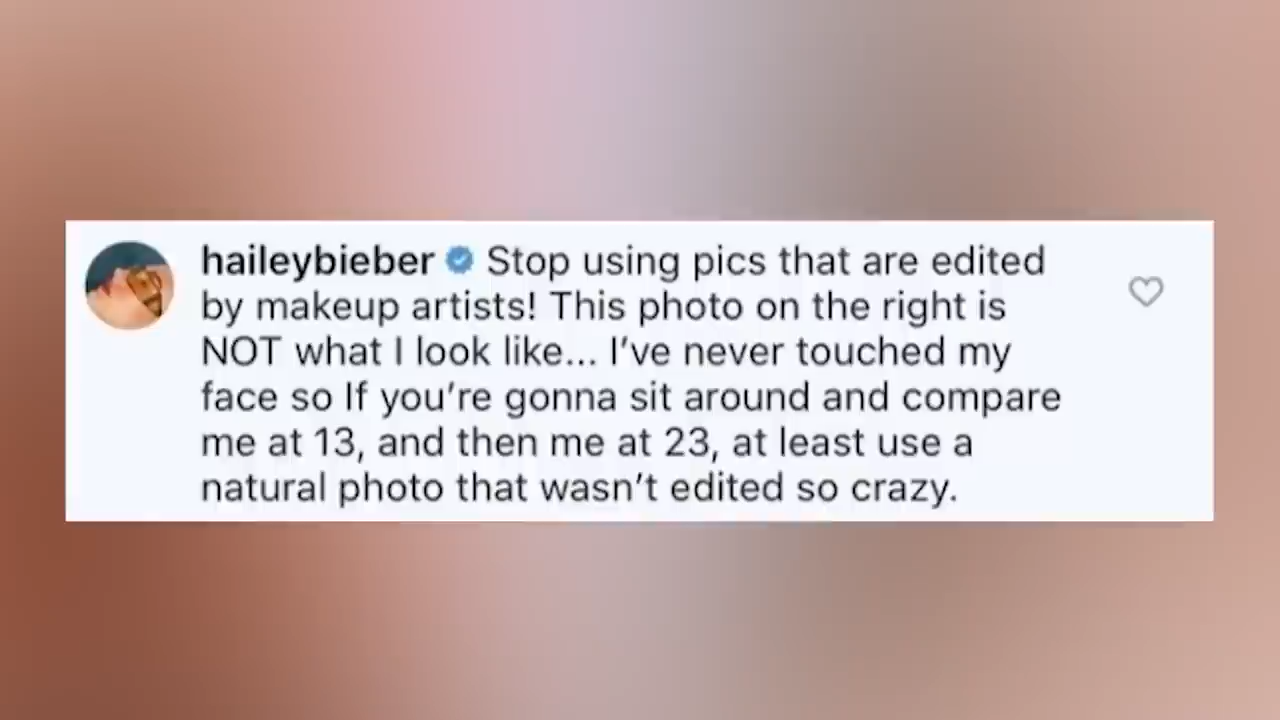 haileybieber Stop using pics that are edited
by makeup artists! This photo on the right is
NOT what I look like... I've never touched my
face so If you're gonna sit around and compare
me at 13, and then me at 23, at least use a
natural photo that wasn't edited so crazy.